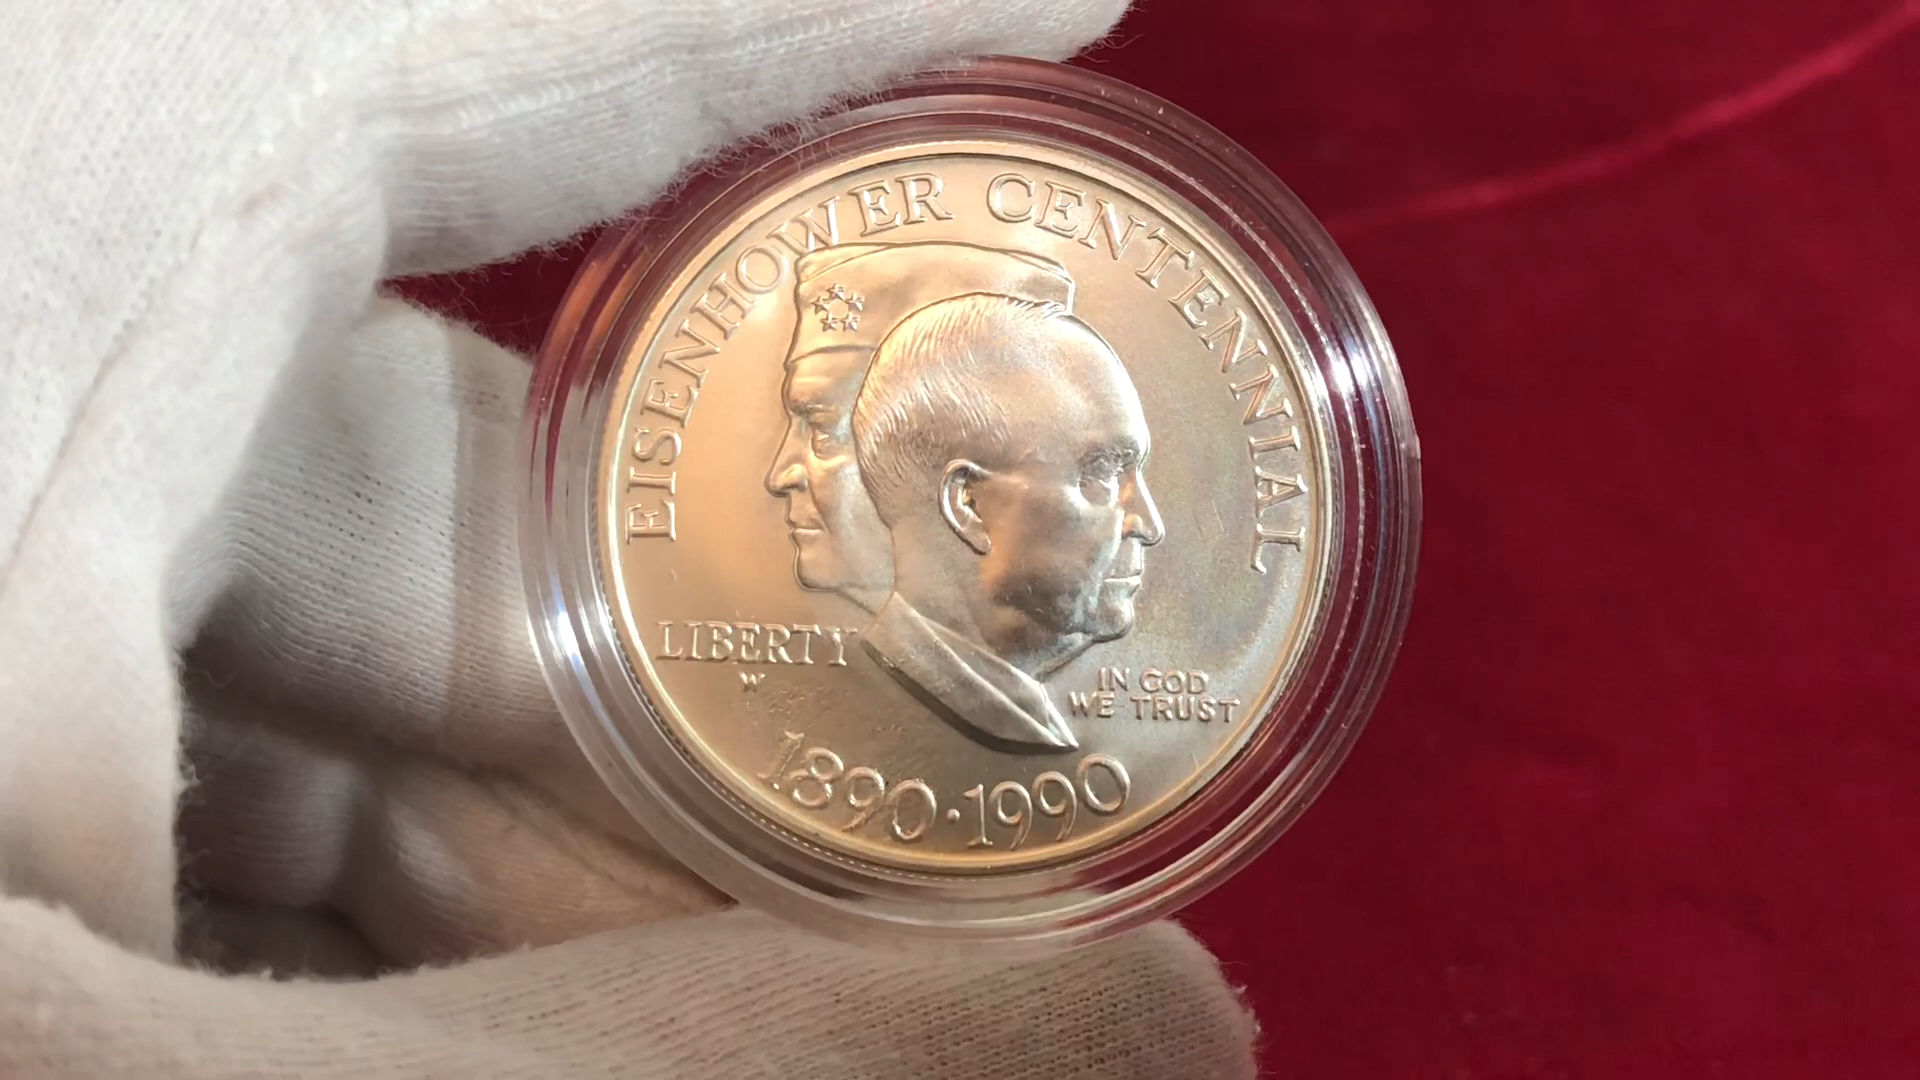 EISENHOWER CENTENNIAL
LIBERTY
W
IN GOD
WE TRUST
1890·1990